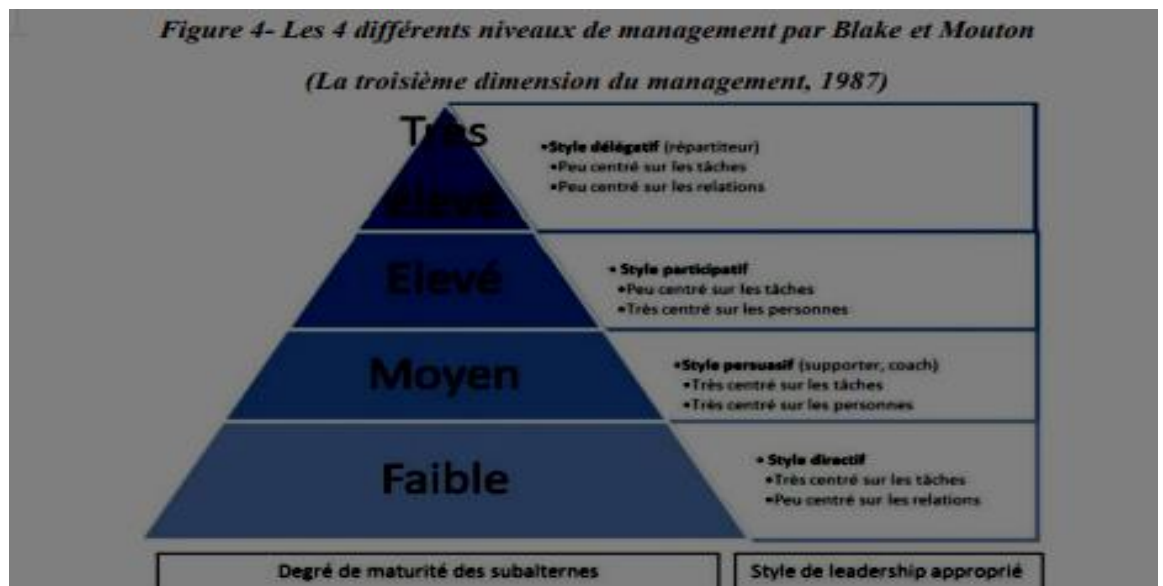 Figure 4- Les 4 différents niveaux de management par Blake et Mouton
(La troisième dimension du management, 1987)
Très
élevé
•Style délégatif (répartiteur)
•Peu centré sur les tâches
•Peu centré sur les relations
Elevé
• Style participatif
•Peu centré sur les tâches
•Très centré sur les personnes
Moyen
•Style persuasif (supporter, coach)
•Très centré sur les tâches
•Très centré sur les personnes
Faible
• Style directif
•Très centré sur les tâches
•Peu centré sur les relations
Degré de maturité des subalternes
Style de leadership approprié